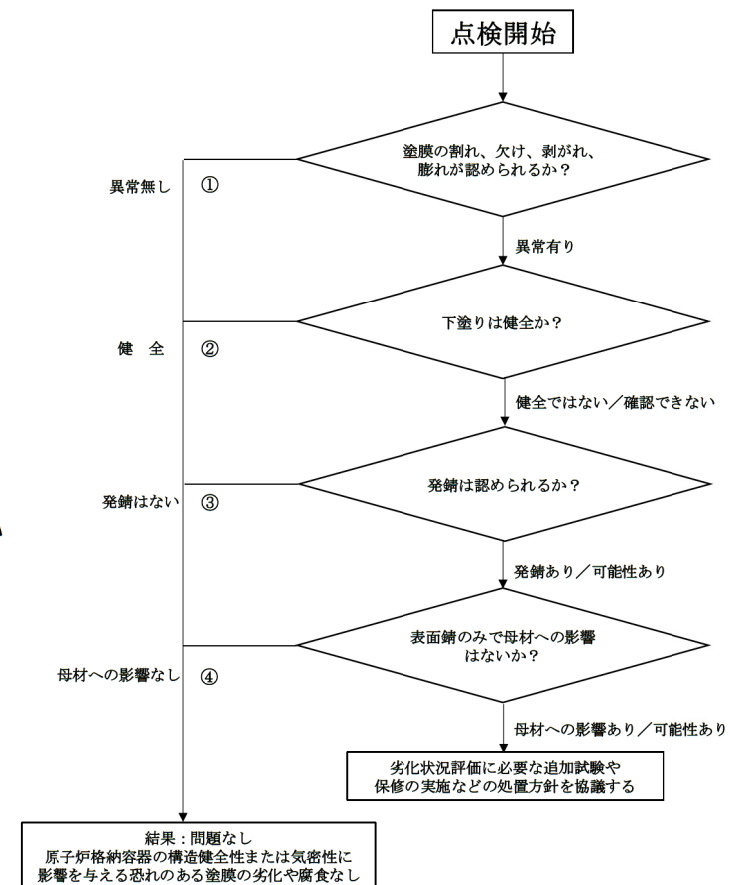 点検開始
塗膜の割れ、欠け、剥がれ、
膨れが認められるか？
異常無し
①
異常有り
下塗りは健全か？
健　全
②
健全ではない／確認できない
発錆は認められるか？
発錆はない
③
発錆あり／可能性あり
表面錆のみで母材への影響
はないか？
母材への影響なし
④
母材への影響あり／可能性あり
劣化状況評価に必要な追加試験や
保修の実施などの処置方針を協議する
結果：問題なし
原子炉格納容器の構造健全性または気密性に
影響を与える恐れのある塗膜の劣化や腐食なし